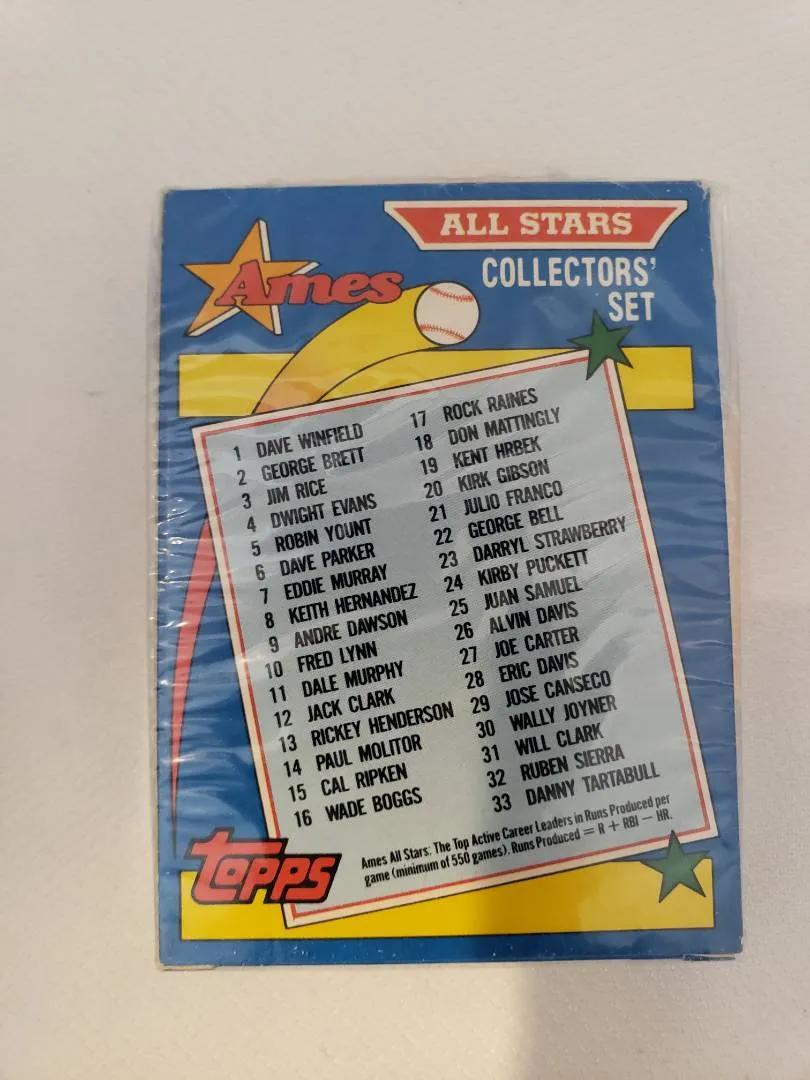 ALL STARS
Ames
COLLECTORS'
SET
1 DAVE WINFIELD
2 GEORGE BRETT
3 JIM RICE
4 DWIGHT EVANS
5 ROBIN YOUNT
6 DAVE PARKER
7 EDDIE MURRAY
8 KEITH HERNANDEZ
9 ANDRE DAWSON
10 FRED LYNN
11 DALE MURPHY
12 JACK CLARK
13 RICKEY HENDERSON
14 PAUL MOLITOR
15 CAL RIPKEN
16 WADE BOGGS
17 ROCK RAINES
18 DON MATTINGLY
19 KENT HRBEK
20 KIRK GIBSON
21 JULIO FRANCO
22 GEORGE BELL
23 DARRYL STRAWBERRY
24 KIRBY PUCKETT
25 JUAN SAMUEL
26 ALVIN DAVIS
27 JOE CARTER
28 ERIC DAVIS
29 JOSE CANSECO
30 WALLY JOYNER
31 WILL CLARK
32 RUBEN SIERRA
33 DANNY TARTABULL
Ames All Stars: The Top Active Career Leaders in Runs Produced per
game (minimum of 550 games). Runs Produced = R + RBI − HR.
TOPPS